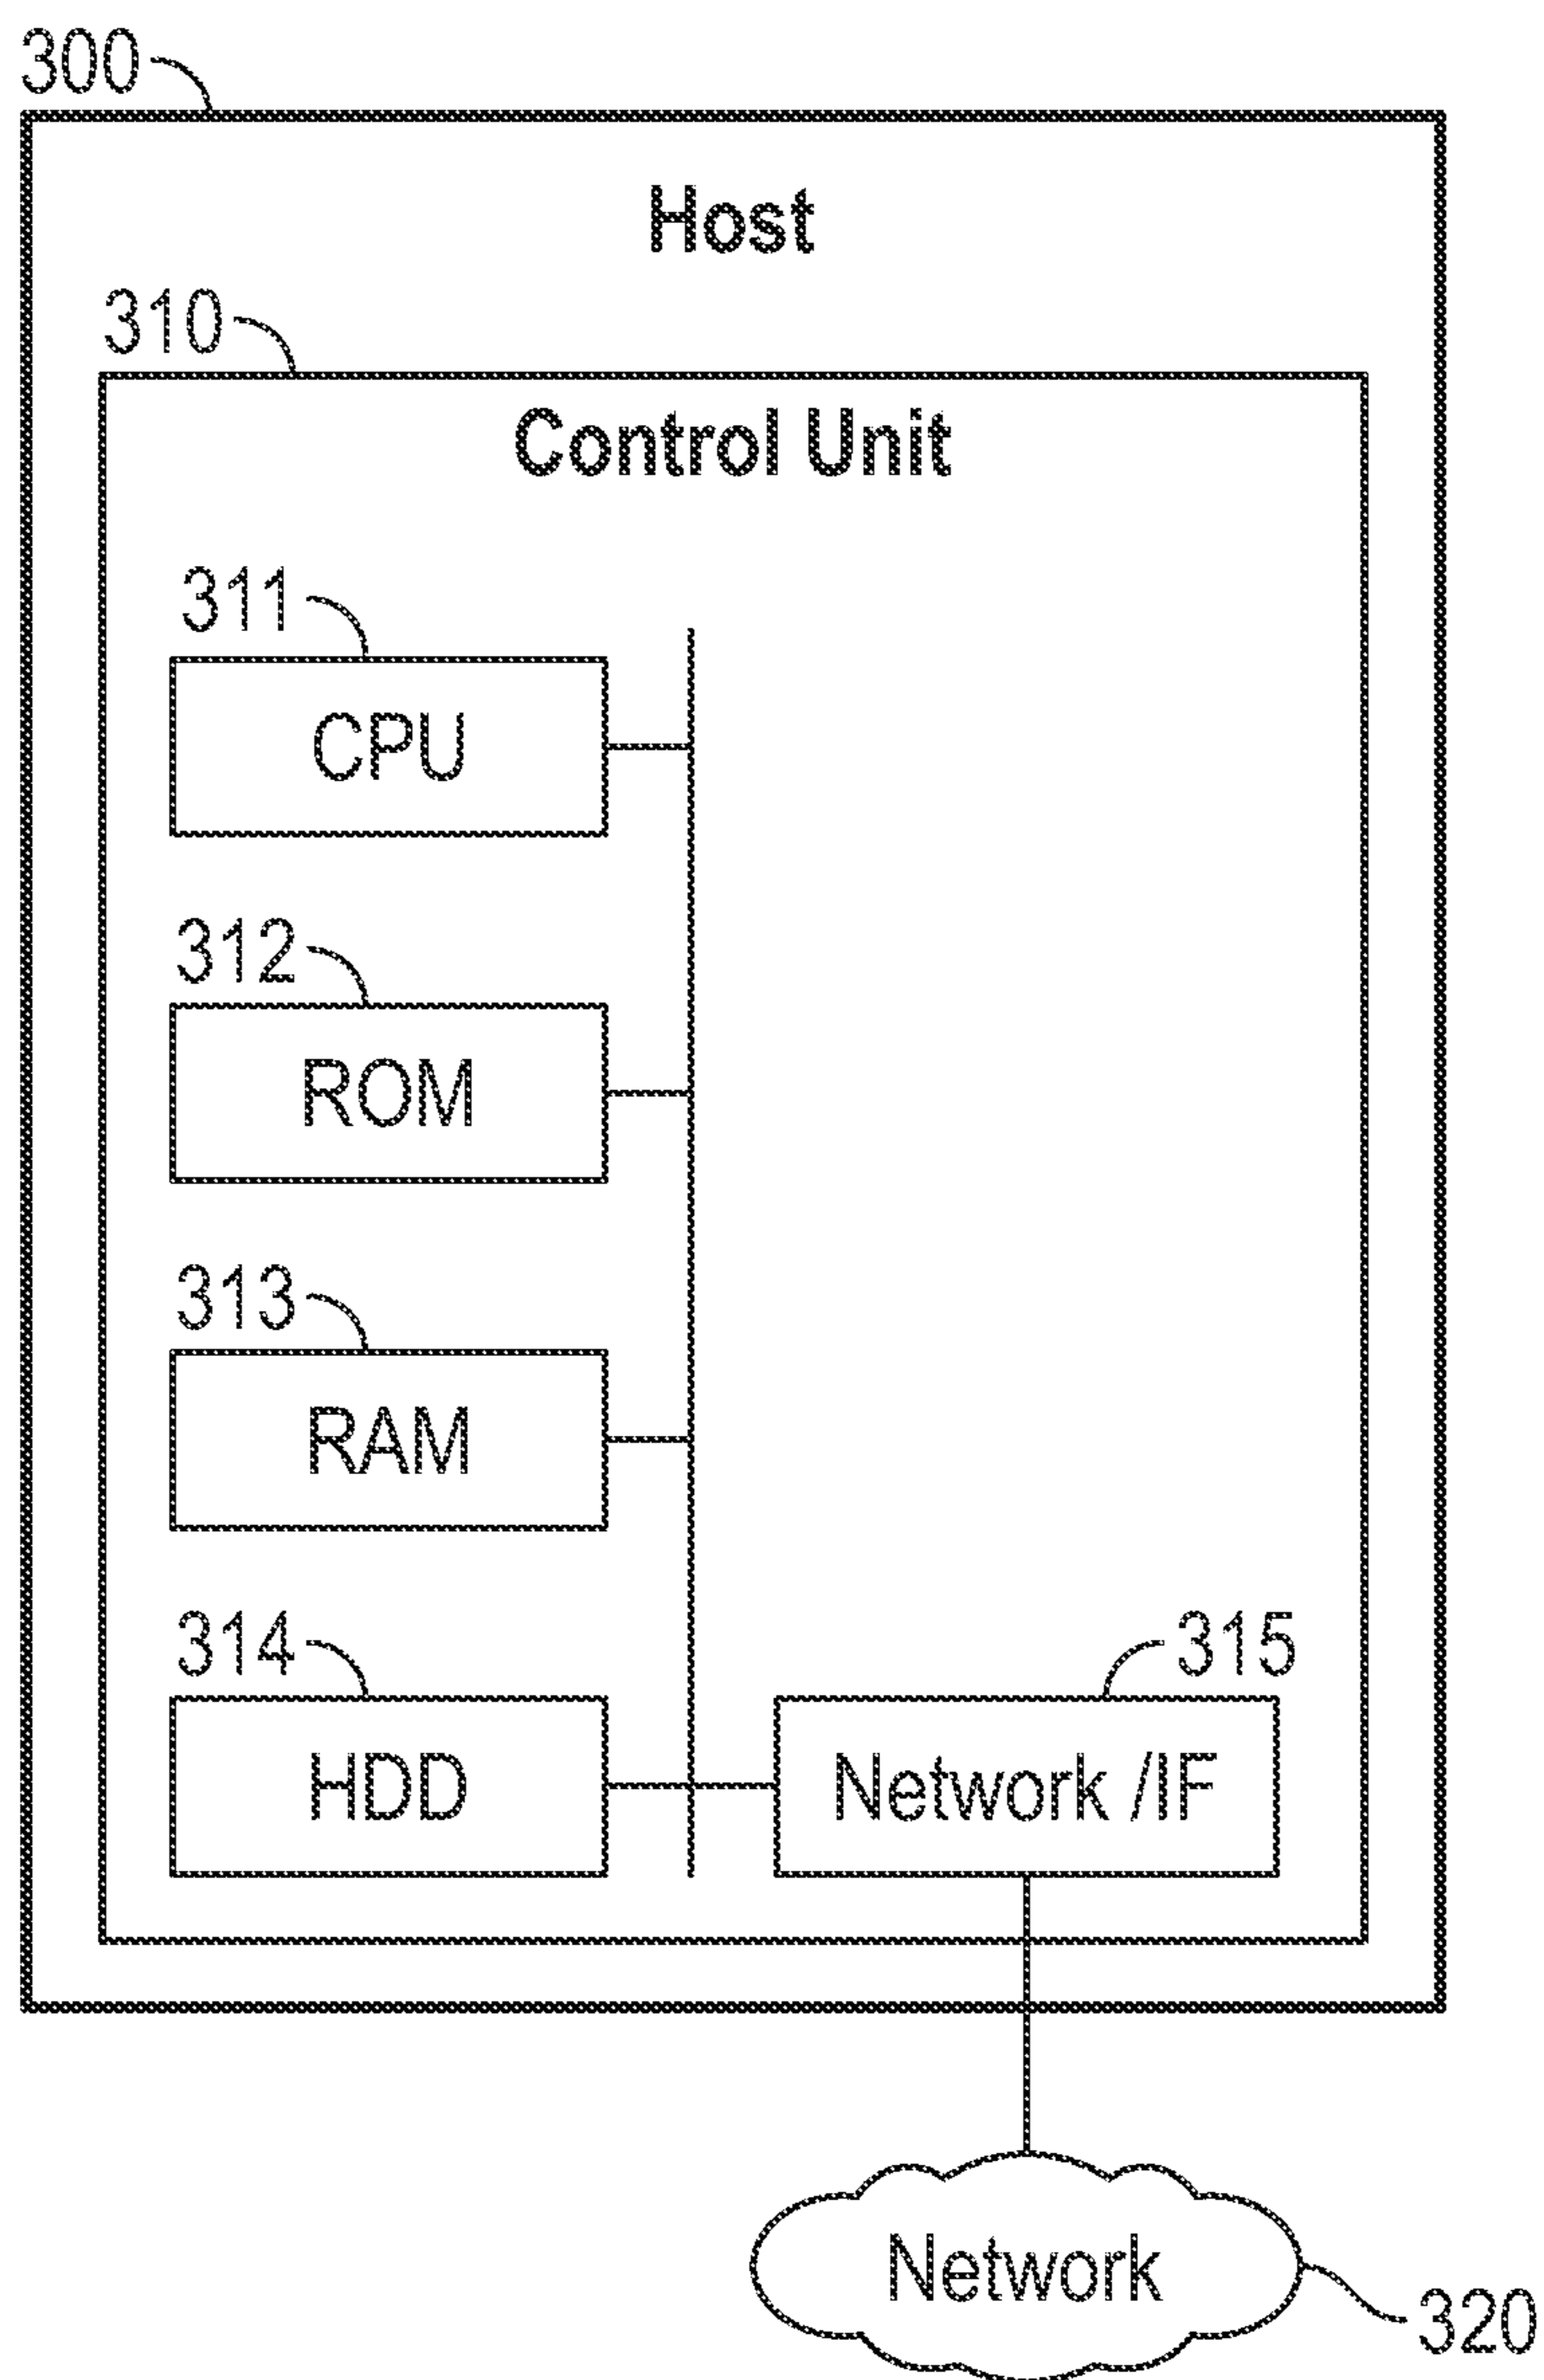 300
Host
310
Control Unit
311
CPU
312
ROM
313
RAM
314
315
HDD
Network /IF
Network
320